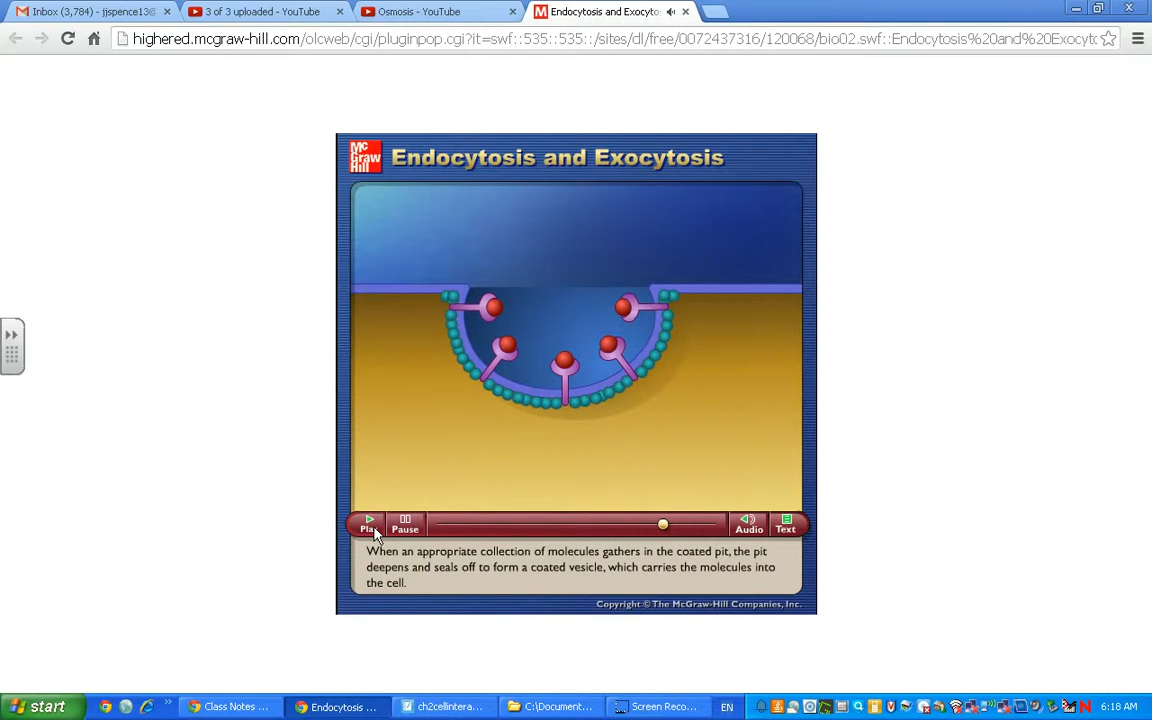 Inbox (3,784) - jjspence13@
3 of 3 uploaded - YouTube
Osmosis - YouTube
Endocytosis and Exocyto
highered.mcgraw-hill.com/olcweb/cgi/pluginpop.cgi?it=swf::535::535::/sites/dl/free/0072437316/120068/bio02.swf::Endocytosis%20and%20Exocyto
Mc
Graw
Hill
Endocytosis and Exocytosis
Play
Pause
Audio
Text
When an appropriate collection of molecules gathers in the coated pit, the pit
deepens and seals off to form a coated vesicle, which carries the molecules into
the cell.
Copyright © The McGraw-Hill Companies, Inc.
start
Class Notes ...
Endocytosis ...
ch2cellintera...
C:\Document...
Screen Reco...
EN
6:18 AM